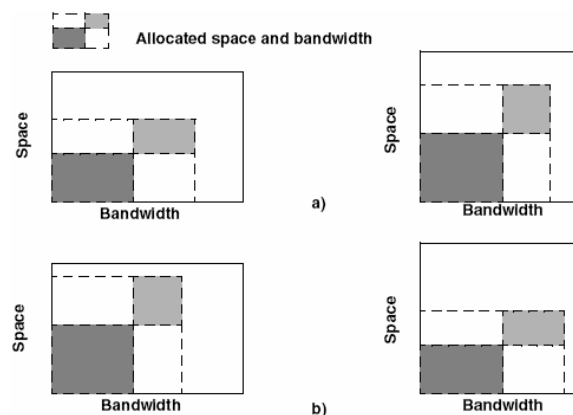 Allocated space and bandwidth
Space
Space
Bandwidth
a)
Bandwidth
Space
Space
Bandwidth
b)
Bandwidth